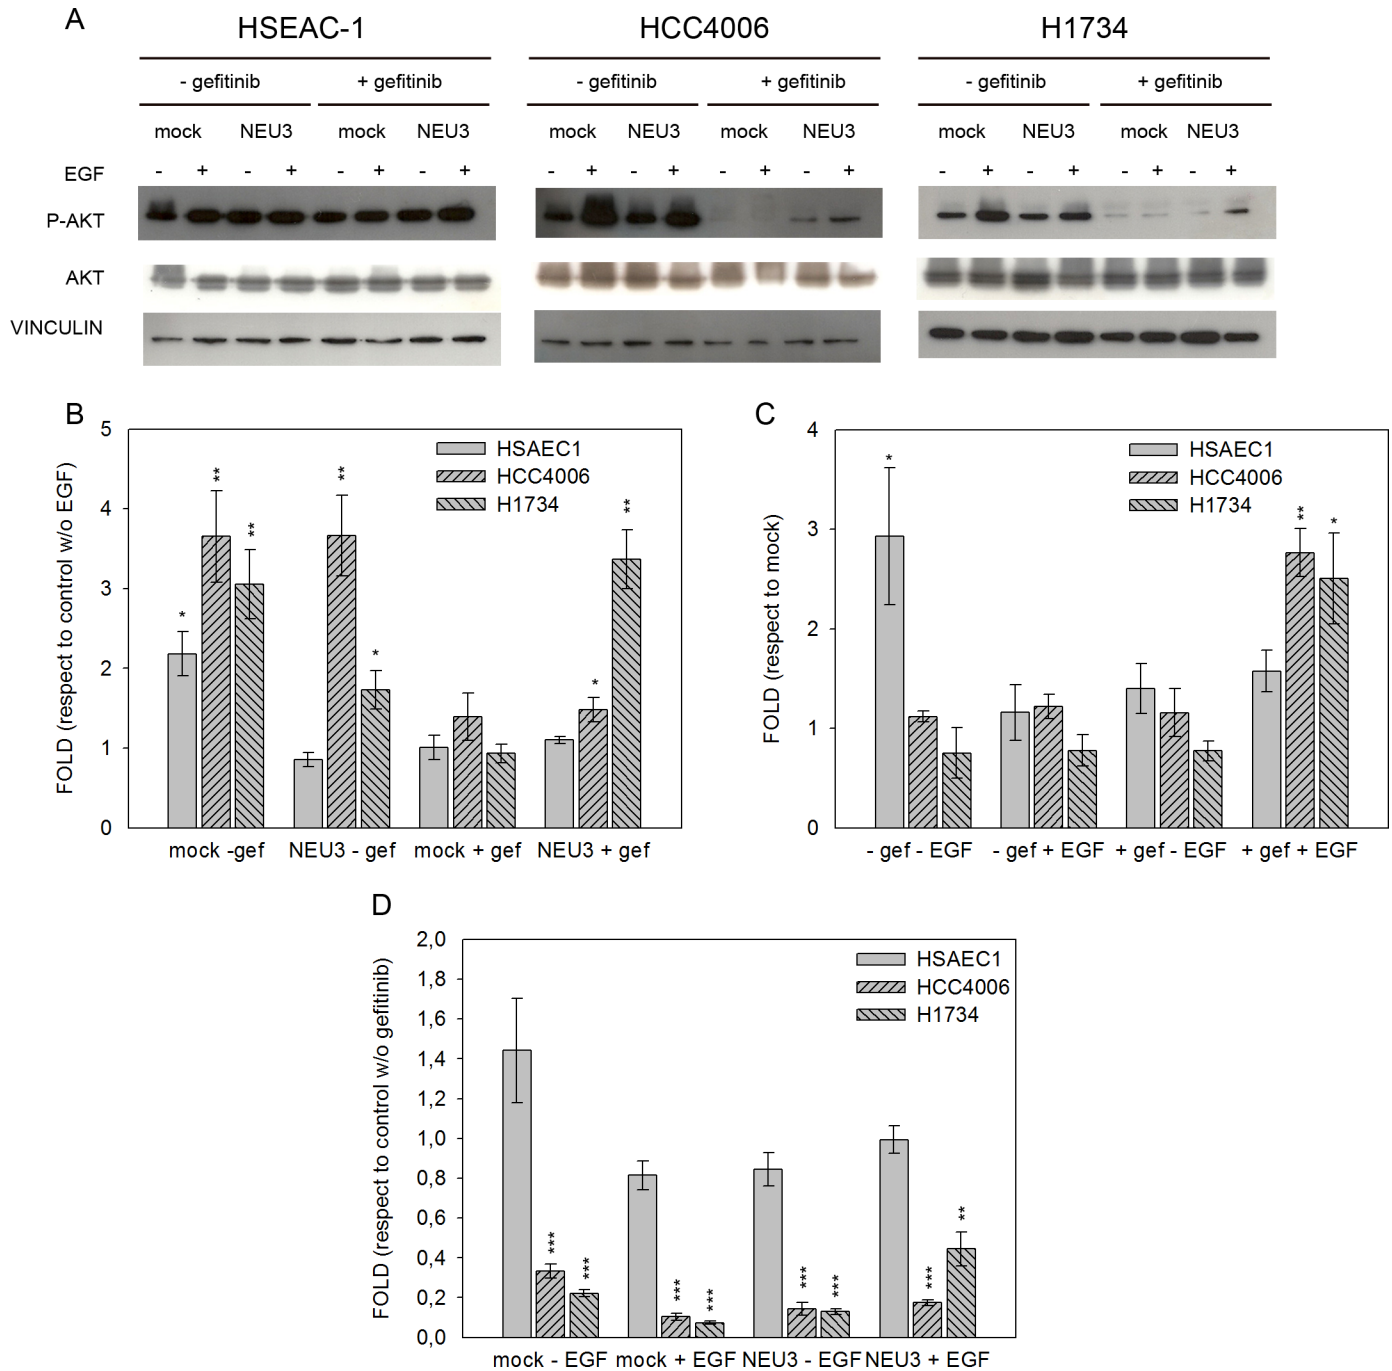 A
HSEAC-1 HCC4006 H1734
- gefitinib + gefitinib - gefitinib + gefitinib - gefitinib + gefitinib
mock NEU3 mock NEU3 mock NEU3 mock NEU3 mock NEU3 mock NEU3
EGF - + - + - + - + - + - + - + - + - + - + - + - +
P-AKT
AKT
VINCULIN
B
FOLD (respect to control w/o EGF)
5
4
3
2
1
0
HSAEC1
HCC4006
H1734
* ** **
** *
* **
mock -gef NEU3 - gef mock + gef NEU3 + gef
C
FOLD (respect to mock)
4
3
2
1
0
HSAEC1
HCC4006
H1734
*
** *
- gef - EGF - gef + EGF + gef - EGF + gef + EGF
D
FOLD (respect to control w/o gefitinib)
2,0
1,8
1,6
1,4
1,2
1,0
0,8
0,6
0,4
0,2
0,0
HSAEC1
HCC4006
H1734
*** ***
*** ***
*** ***
*** **
mock - EGF mock + EGF NEU3 - EGF NEU3 + EGF